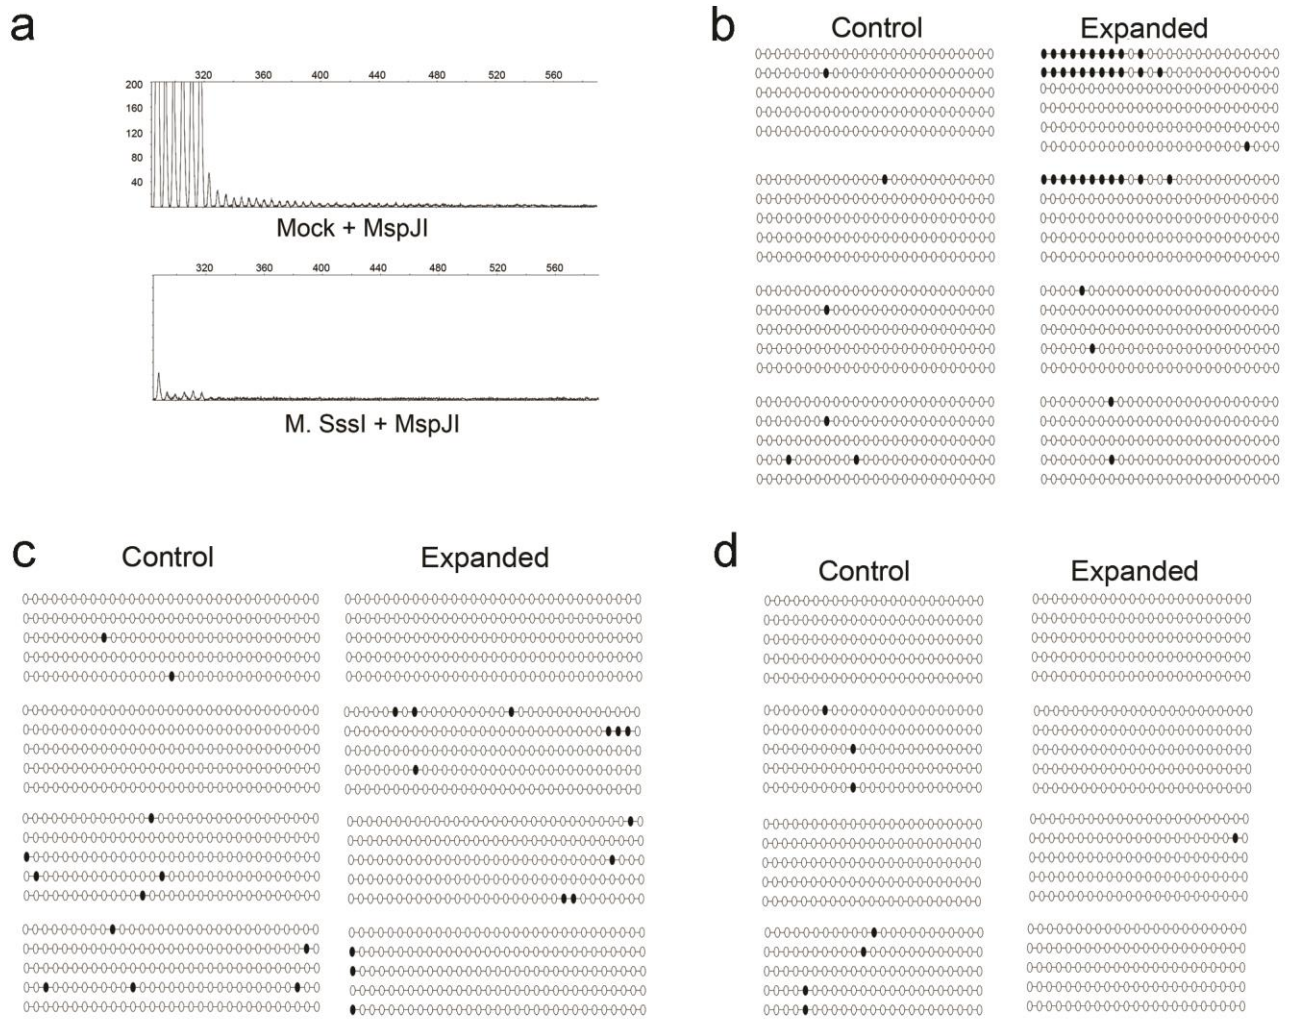 a
320 360 400 440 480 520 560
200
160
120
80
40
Mock + MspJI
320 360 400 440 480 520 560
M. SssI + MspJI
b
Control Expanded
c
Control Expanded
d
Control Expanded